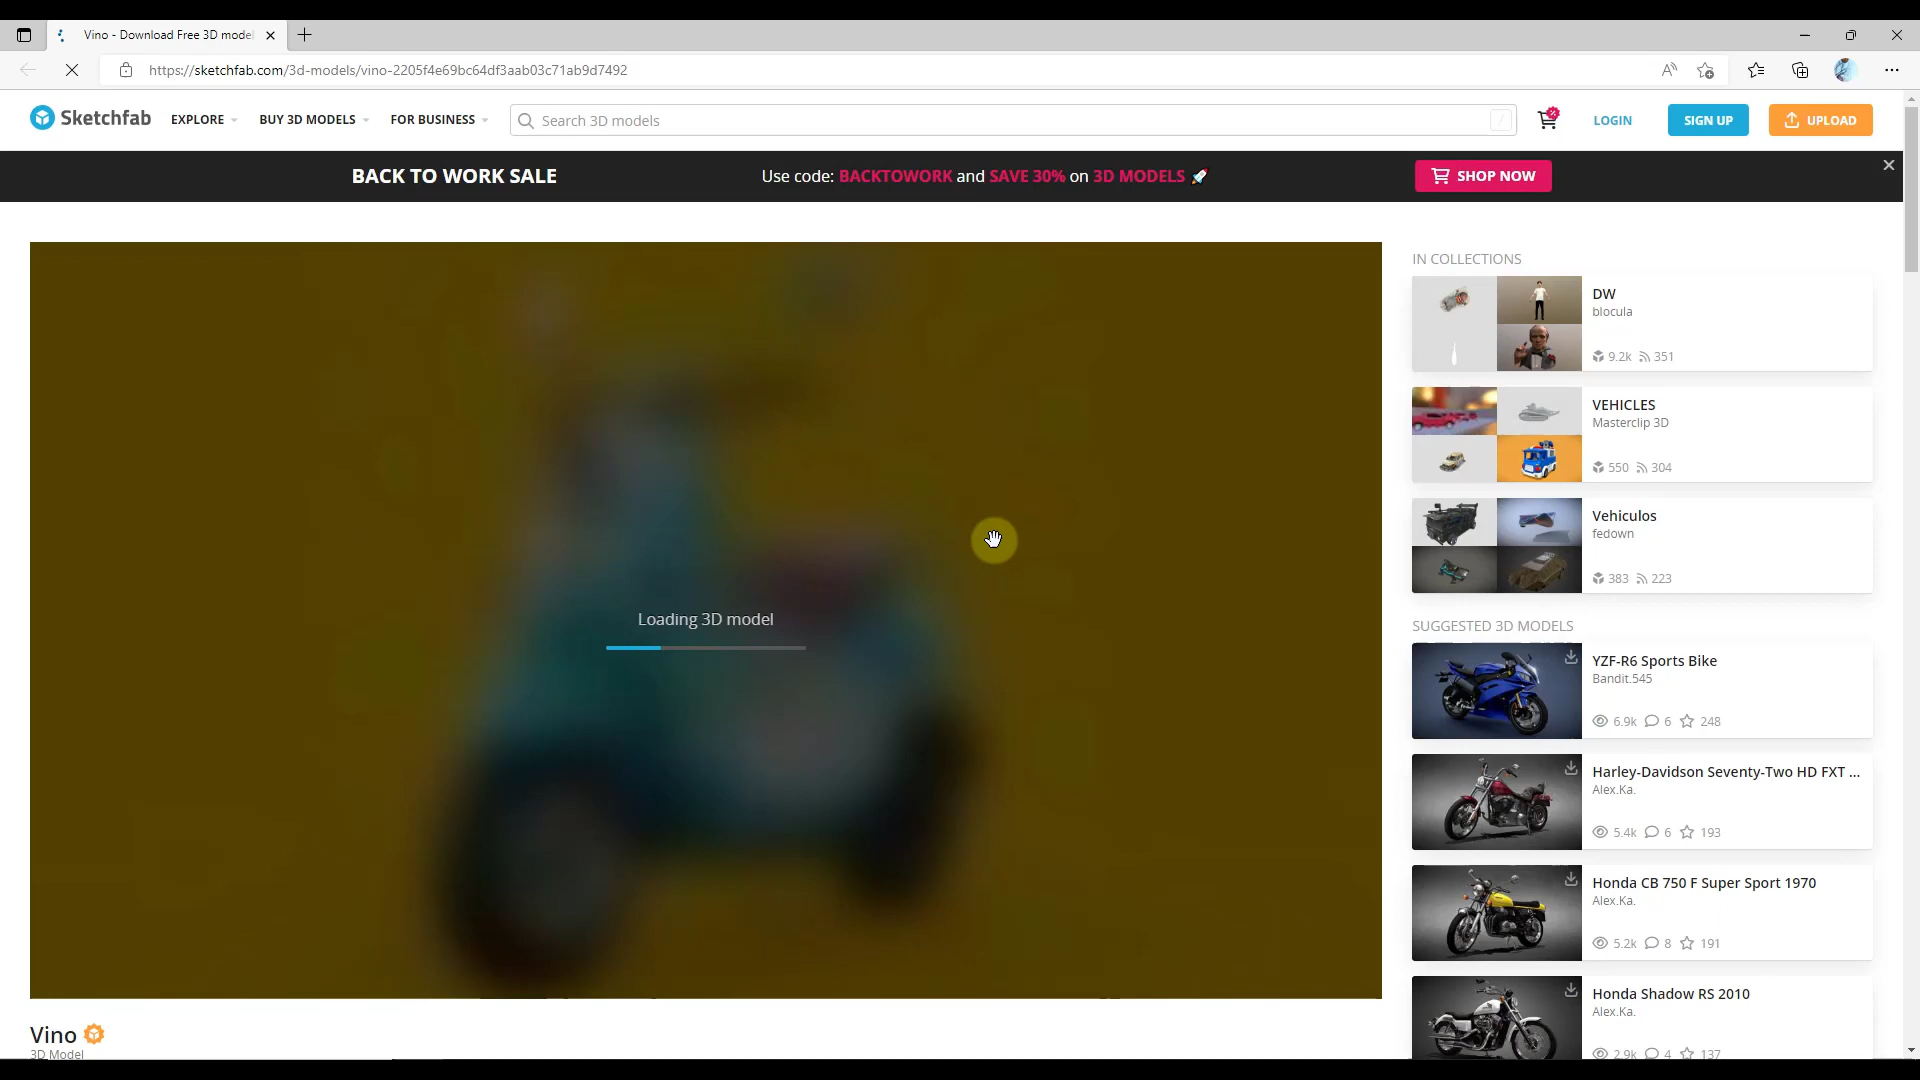 Vino - Download Free 3D model
https://sketchfab.com/3d-models/vino-2205f4e69bc64df3aab03c71ab9d7492
Sketchfab EXPLORE BUY 3D MODELS FOR BUSINESS Search 3D models / LOGIN SIGN UP UPLOAD
BACK TO WORK SALE Use code: BACKTOWORK and SAVE 30% on 3D MODELS 🚀 SHOP NOW
Loading 3D model
Vino
3D Model
IN COLLECTIONS
DW
blocula
9.2k 351
VEHICLES
Masterclip 3D
550 304
Vehiculos
fedown
383 223
SUGGESTED 3D MODELS
YZF-R6 Sports Bike
Bandit.545
6.9k 6 248
Harley-Davidson Seventy-Two HD FXT ...
Alex.Ka.
5.4k 6 193
Honda CB 750 F Super Sport 1970
Alex.Ka.
5.2k 8 191
Honda Shadow RS 2010
Alex.Ka.
2.9k 4 137